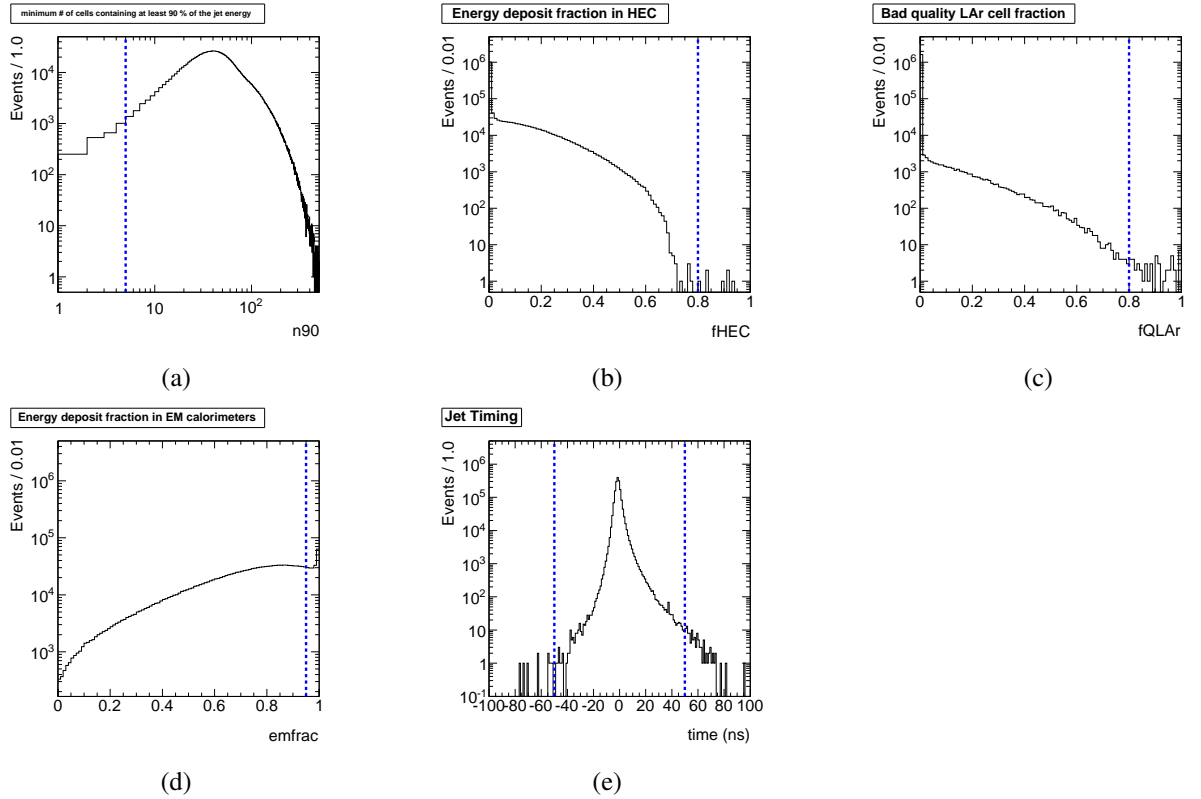 minimum # of cells containing at least 90 % of the jet energy
Events / 1.0
10^4
10^3
10^2
10
1
1 10 10^2
n90
(a)
Energy deposit fraction in HEC
Events / 0.01
10^6
10^5
10^4
10^3
10^2
10
1
0 0.2 0.4 0.6 0.8 1
fHEC
(b)
Bad quality LAr cell fraction
Events / 0.01
10^6
10^5
10^4
10^3
10^2
10
1
0 0.2 0.4 0.6 0.8 1
fQLAr
(c)
Energy deposit fraction in EM calorimeters
Events / 0.01
10^6
10^5
10^4
10^3
0 0.2 0.4 0.6 0.8 1
emfrac
(d)
Jet Timing
Events / 1.0
10^6
10^5
10^4
10^3
10^2
10
1
10^-1
-100 -80 -60 -40 -20 0 20 40 60 80 100
time (ns)
(e)